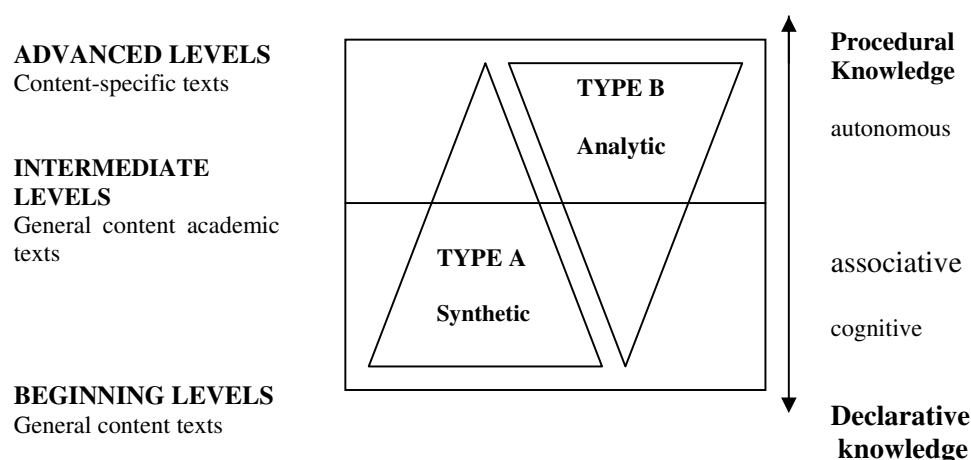 ADVANCED LEVELS
Content-specific texts
INTERMEDIATE
LEVELS
General content academic
texts
BEGINNING LEVELS
General content texts
TYPE A
Synthetic
TYPE B
Analytic
Procedural
Knowledge
autonomous
associative
cognitive
Declarative
knowledge